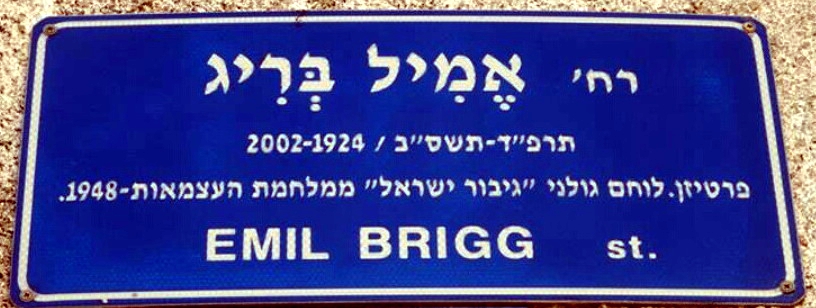 רח' אֶמִיל בְּרִיג
תרפ"ד-תשס"ב / 2002-1924
פרטיזן.לוחם גולני "גיבור ישראל" ממלחמת העצמאות-1948.
EMIL BRIGG st.